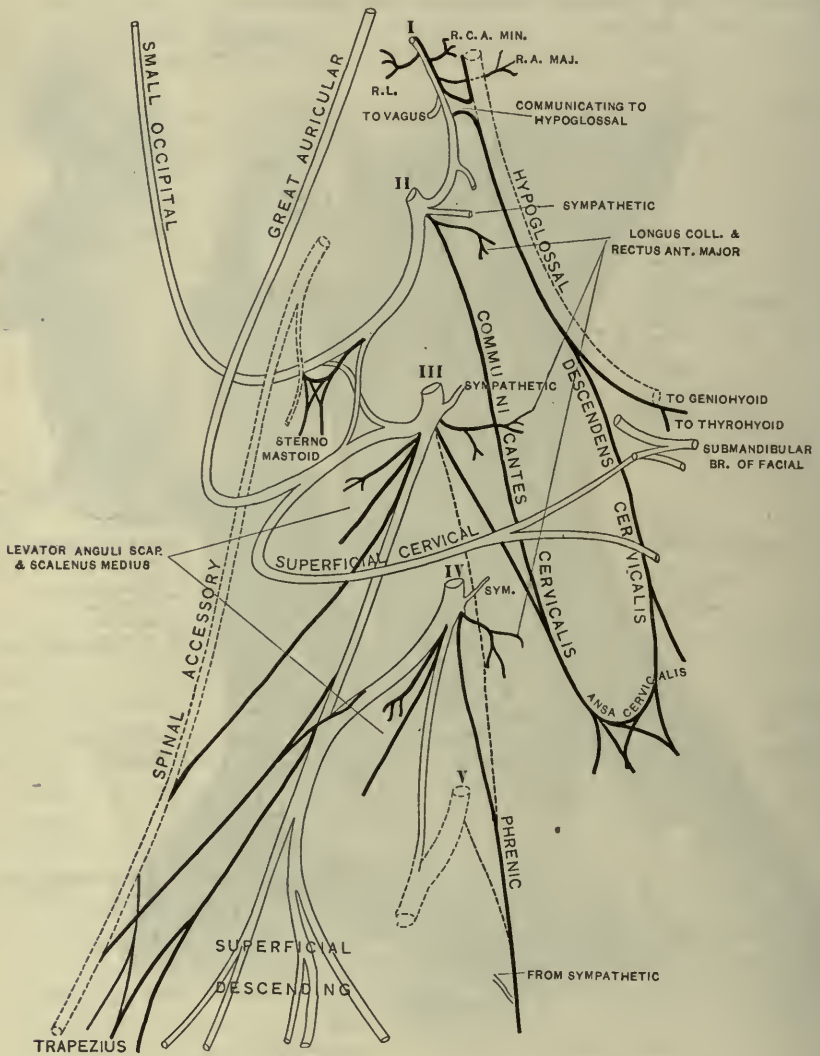 I
R.C.A. MIN.
R.A. MAJ.
R.L.
TO VAGUS
COMMUNICATING TO
HYPOGLOSSAL
SMALL OCCIPITAL
GREAT AURICULAR
HYPOGLOSSAL
II
SYMPATHETIC
LONGUS COLL. &
RECTUS ANT. MAJOR
COMMUNICANTES
CERVICALIS
DESCENDENS
CERVICALIS
III
SYMPATHETIC
TO GENIOHYOID
TO THYROHYOID
SUBMANDIBULAR
BR. OF FACIAL
STERNO
MASTOID
LEVATOR ANGULI SCAP.
& SCALENUS MEDIUS
SUPERFICIAL CERVICAL
IV
SYM.
SPINAL ACCESSORY
ANSA CERVICALIS
V
PHRENIC
SUPERFICIAL
DESCENDING
FROM SYMPATHETIC
TRAPEZIUS